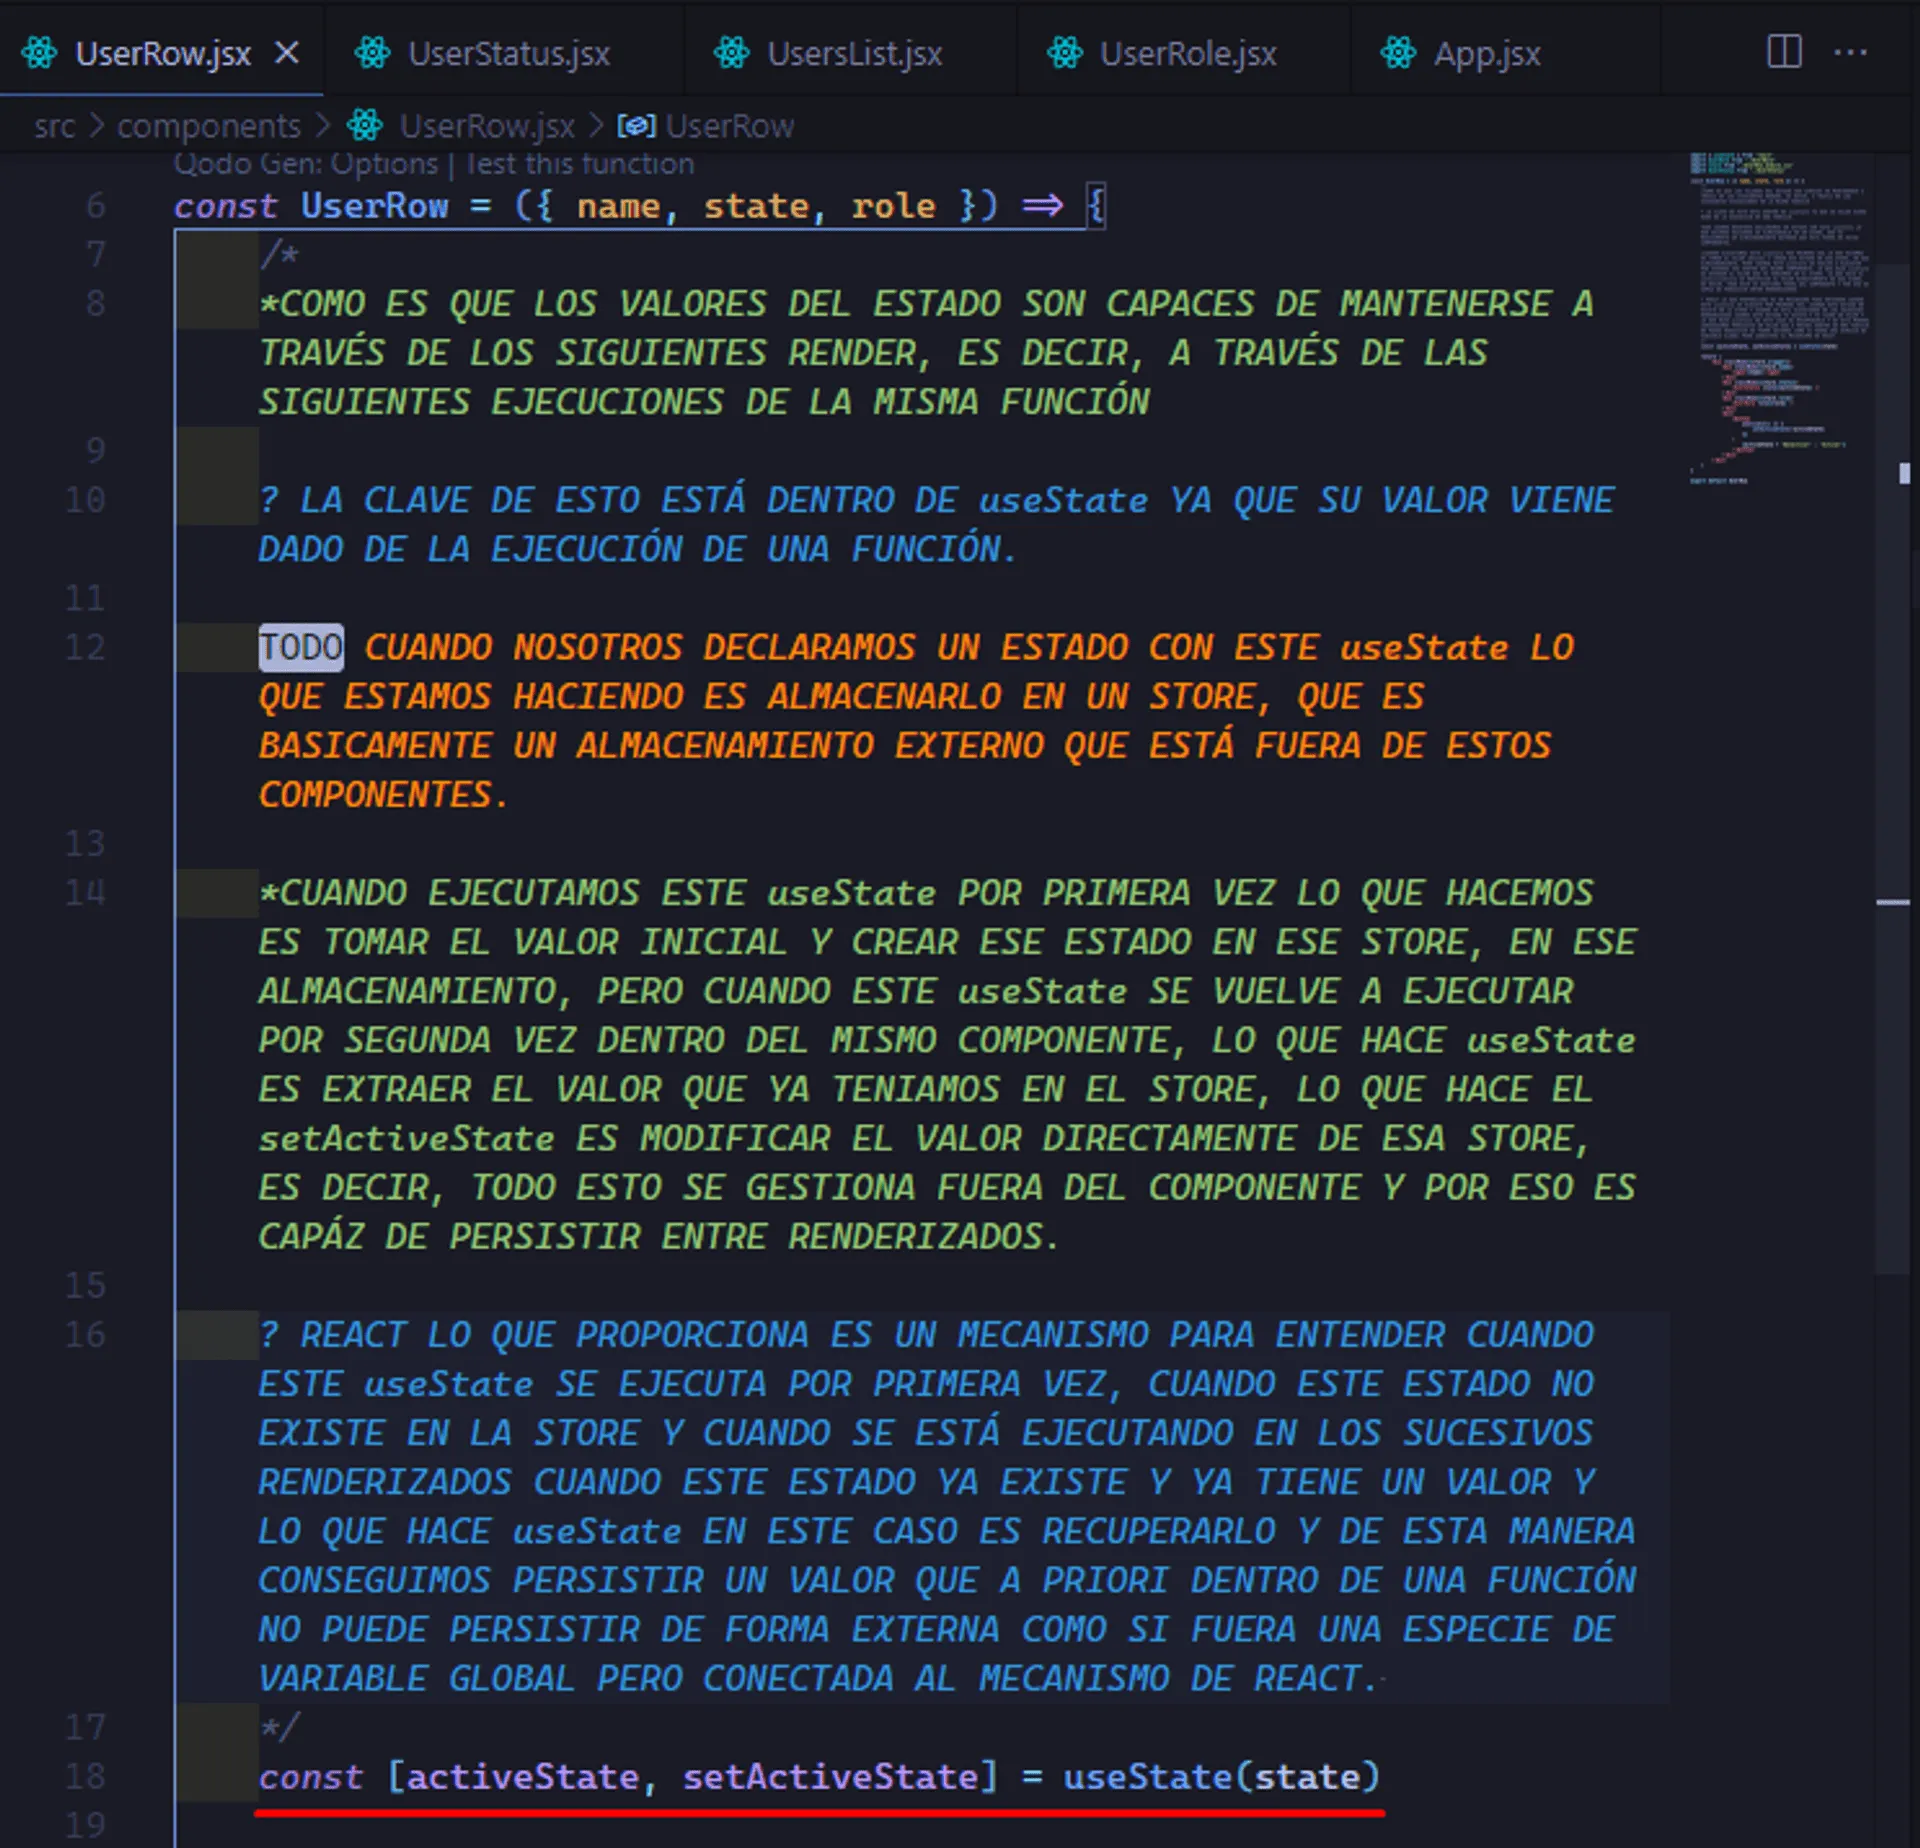 UserRow.jsx
UserStatus.jsx
UsersList.jsx
UserRole.jsx
App.jsx
src > components > UserRow.jsx > UserRow
Qodo Gen: Options | Test this function
6 const UserRow = ({ name, state, role }) => {
7 /*
8 *COMO ES QUE LOS VALORES DEL ESTADO SON CAPACES DE MANTENERSE A
TRAVÉS DE LOS SIGUIENTES RENDER, ES DECIR, A TRAVÉS DE LAS
SIGUIENTES EJECUCIONES DE LA MISMA FUNCIÓN
9
10 ? LA CLAVE DE ESTO ESTÁ DENTRO DE useState YA QUE SU VALOR VIENE
DADO DE LA EJECUCIÓN DE UNA FUNCIÓN.
11
12 TODO CUANDO NOSOTROS DECLARAMOS UN ESTADO CON ESTE useState LO
QUE ESTAMOS HACIENDO ES ALMACENARLO EN UN STORE, QUE ES
BASICAMENTE UN ALMACENAMIENTO EXTERNO QUE ESTÁ FUERA DE ESTOS
COMPONENTES.
13
14 *CUANDO EJECUTAMOS ESTE useState POR PRIMERA VEZ LO QUE HACEMOS
ES TOMAR EL VALOR INICIAL Y CREAR ESE ESTADO EN ESE STORE, EN ESE
ALMACENAMIENTO, PERO CUANDO ESTE useState SE VUELVE A EJECUTAR
POR SEGUNDA VEZ DENTRO DEL MISMO COMPONENTE, LO QUE HACE useState
ES EXTRAER EL VALOR QUE YA TENIAMOS EN EL STORE, LO QUE HACE EL
setActiveState ES MODIFICAR EL VALOR DIRECTAMENTE DE ESA STORE,
ES DECIR, TODO ESTO SE GESTIONA FUERA DEL COMPONENTE Y POR ESO ES
CAPÁZ DE PERSISTIR ENTRE RENDERIZADOS.
15
16 ? REACT LO QUE PROPORCIONA ES UN MECANISMO PARA ENTENDER CUANDO
ESTE useState SE EJECUTA POR PRIMERA VEZ, CUANDO ESTE ESTADO NO
EXISTE EN LA STORE Y CUANDO SE ESTÁ EJECUTANDO EN LOS SUCESIVOS
RENDERIZADOS CUANDO ESTE ESTADO YA EXISTE Y YA TIENE UN VALOR Y
LO QUE HACE useState EN ESTE CASO ES RECUPERARLO Y DE ESTA MANERA
CONSEGUIMOS PERSISTIR UN VALOR QUE A PRIORI DENTRO DE UNA FUNCIÓN
NO PUEDE PERSISTIR DE FORMA EXTERNA COMO SI FUERA UNA ESPECIE DE
VARIABLE GLOBAL PERO CONECTADA AL MECANISMO DE REACT.
17 */
18 const [activeState, setActiveState] = useState(state)
19